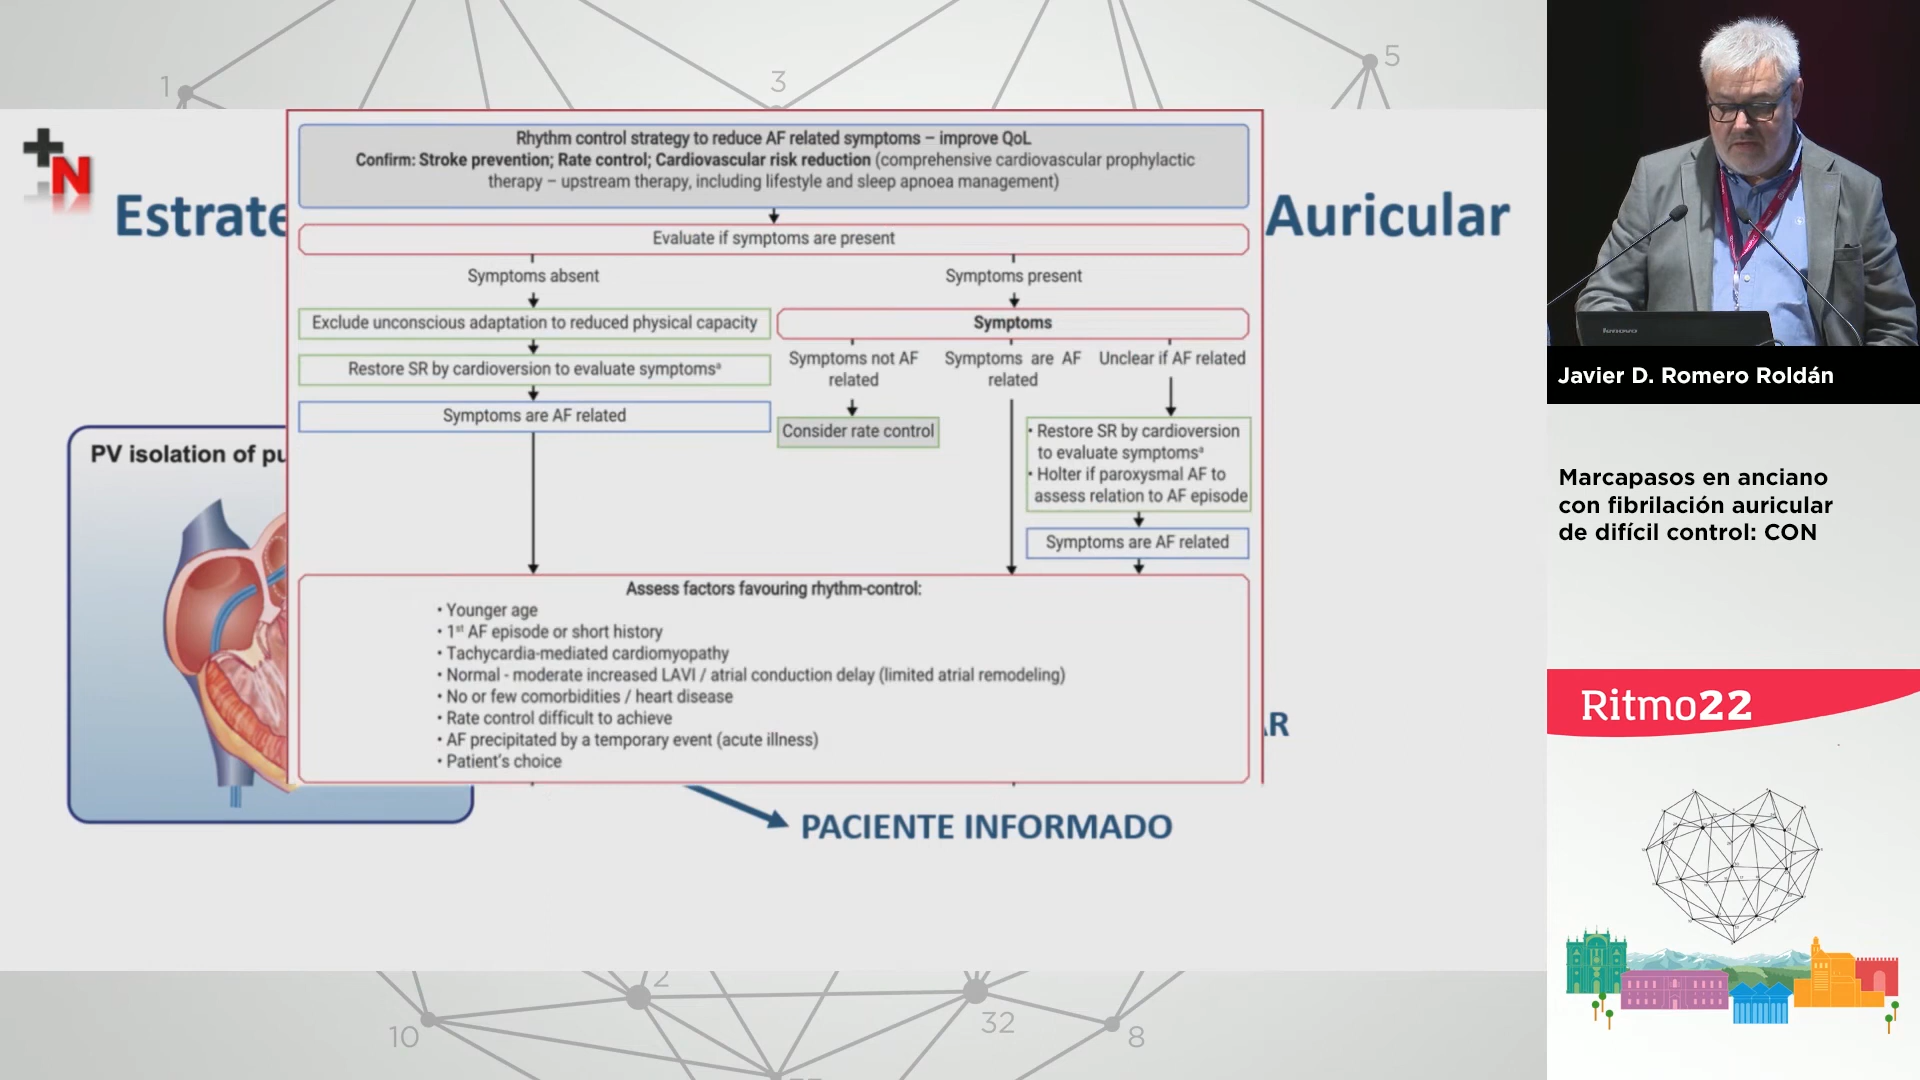 1
3
5
+N
Estrate
Auricular
Rhythm control strategy to reduce AF related symptoms – improve QoL
Confirm: Stroke prevention; Rate control; Cardiovascular risk reduction (comprehensive cardiovascular prophylactic
therapy – upstream therapy, including lifestyle and sleep apnoea management)
Evaluate if symptoms are present
Symptoms absent
Symptoms present
Exclude unconscious adaptation to reduced physical capacity
Restore SR by cardioversion to evaluate symptomsª
Symptoms are AF related
Symptoms
Symptoms not AF
related
Consider rate control
Symptoms are AF
related
Unclear if AF related
• Restore SR by cardioversion
to evaluate symptomsª
• Holter if paroxysmal AF to
assess relation to AF episode
Symptoms are AF related
Assess factors favouring rhythm-control:
• Younger age
• 1st AF episode or short history
• Tachycardia-mediated cardiomyopathy
• Normal - moderate increased LAVI / atrial conduction delay (limited atrial remodeling)
• No or few comorbidities / heart disease
• Rate control difficult to achieve
• AF precipitated by a temporary event (acute illness)
• Patient's choice
PV isolation of pu
AR
PACIENTE INFORMADO
10
2
32
8
lenovo
Javier D. Romero Roldán
Marcapasos en anciano
con fibrilación auricular
de difícil control: CON
Ritmo22